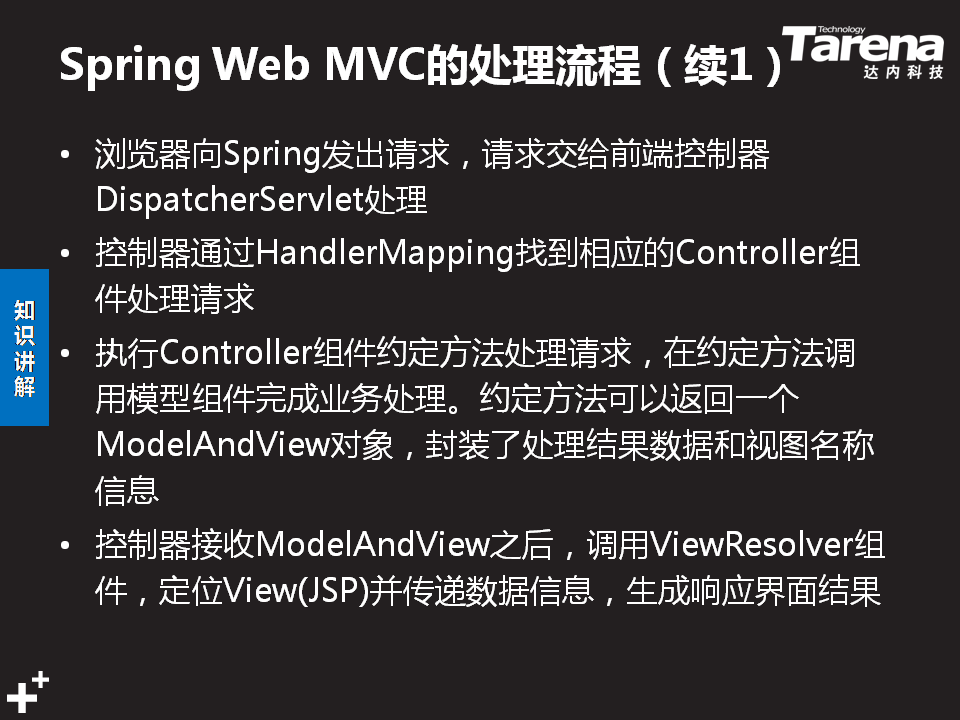 Spring Web MVC的处理流程（续1）
Technology
Tarena
达内科技
• 浏览器向Spring发出请求，请求交给前端控制器
DispatcherServlet处理
• 控制器通过HandlerMapping找到相应的Controller组
件处理请求
• 执行Controller组件约定方法处理请求，在约定方法调
用模型组件完成业务处理。约定方法可以返回一个
ModelAndView对象，封装了处理结果数据和视图名称
信息
• 控制器接收ModelAndView之后，调用ViewResolver组
件，定位View(JSP)并传递数据信息，生成响应界面结果
知
识
讲
解